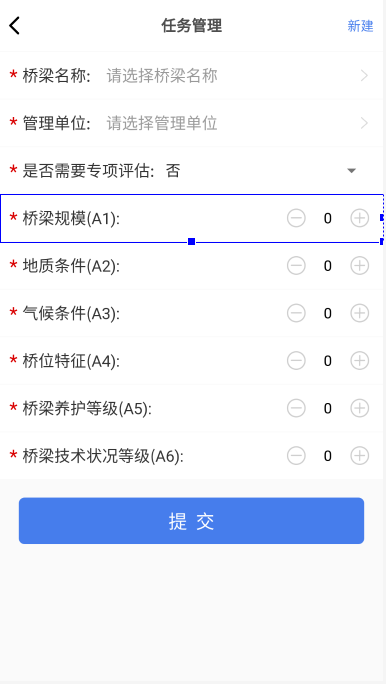 任务管理 新建
* 桥梁名称: 请选择桥梁名称
* 管理单位: 请选择管理单位
* 是否需要专项评估: 否
* 桥梁规模(A1): 0
* 地质条件(A2): 0
* 气候条件(A3): 0
* 桥位特征(A4): 0
* 桥梁养护等级(A5): 0
* 桥梁技术状况等级(A6): 0
提 交